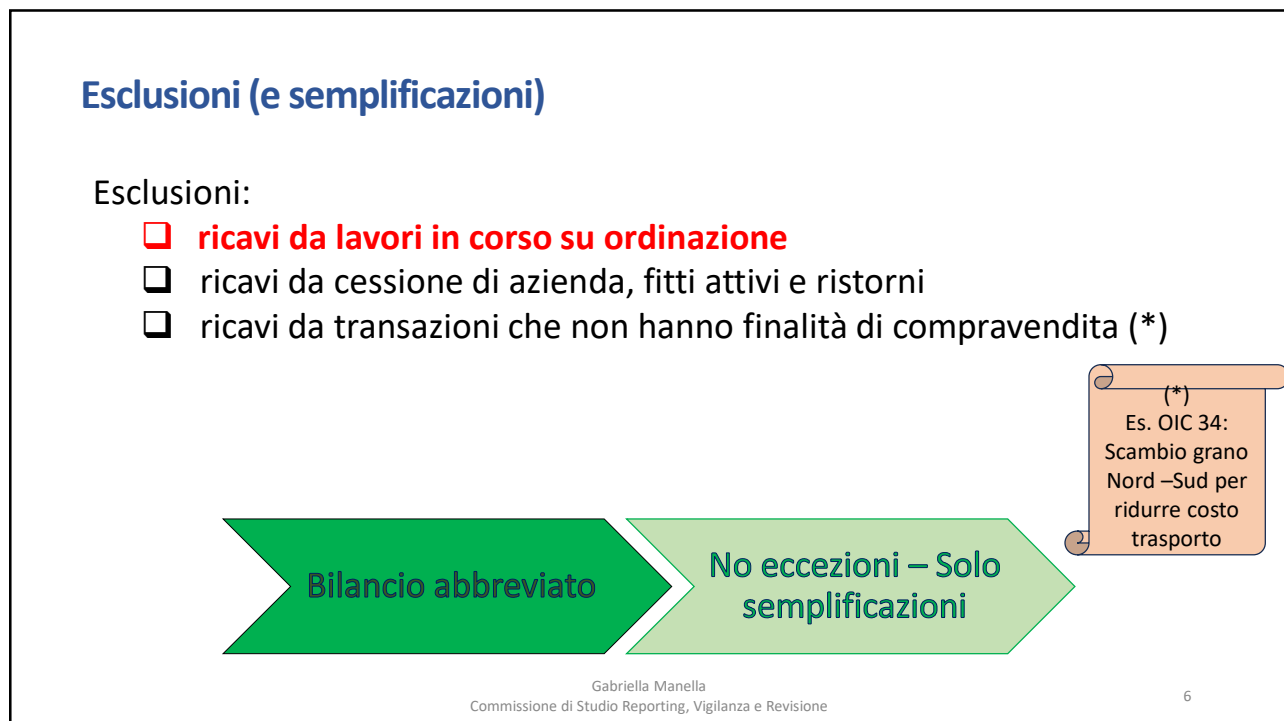 Esclusioni (e semplificazioni)
Esclusioni:
❑ ricavi da lavori in corso su ordinazione
❑ ricavi da cessione di azienda, fitti attivi e ristorni
❑ ricavi da transazioni che non hanno finalità di compravendita (*)
(*)
Es. OIC 34:
Scambio grano
Nord –Sud per
ridurre costo
trasporto
Bilancio abbreviato
No eccezioni – Solo
semplificazioni
Gabriella Manella
Commissione di Studio Reporting, Vigilanza e Revisione
6